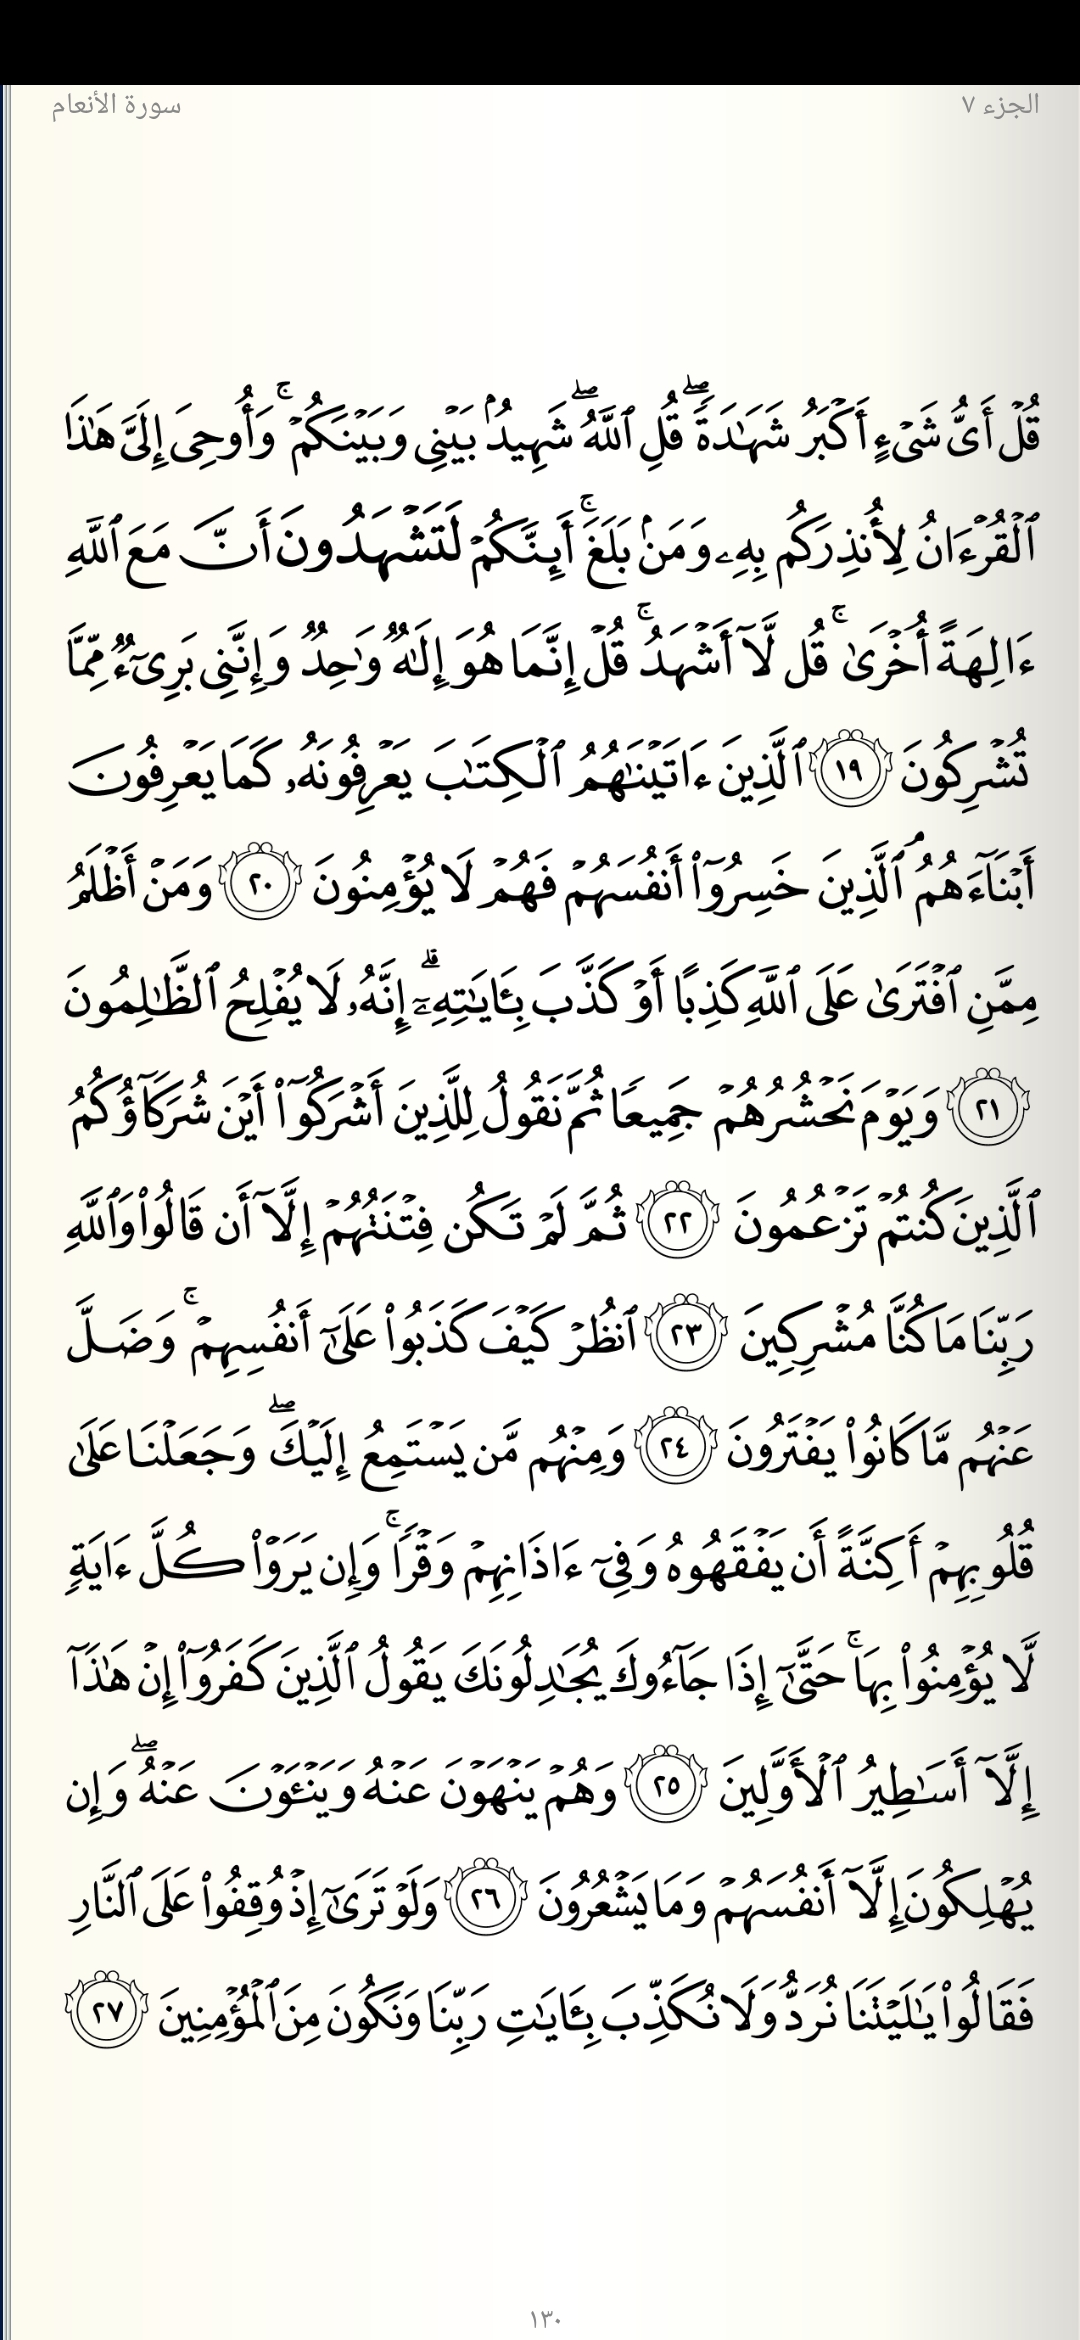 الجزء ٧
سورة الأنعام
قُلْ أَىُّ شَىْءٍ أَكْبَرُ شَهَـٰدَةًۖ قُلِ ٱللَّهُۖ شَهِيدٌۢ بَيْنِى وَبَيْنَكُمْۚ وَأُوحِىَ إِلَىَّ هَـٰذَا
ٱلْقُرْءَانُ لِأُنذِرَكُم بِهِۦ وَمَنۢ بَلَغَۚ أَئِنَّكُمْ لَتَشْهَدُونَ أَنَّ مَعَ ٱللَّهِ
ءَالِهَةً أُخْرَىٰۚ قُل لَّآ أَشْهَدُۚ قُلْ إِنَّمَا هُوَ إِلَـٰهٌ وَٰحِدٌ وَإِنَّنِى بَرِىٓءٌ مِّمَّا
تُشْرِكُونَ ١٩ ٱلَّذِينَ ءَاتَيْنَـٰهُمُ ٱلْكِتَـٰبَ يَعْرِفُونَهُۥ كَمَا يَعْرِفُونَ
أَبْنَآءَهُمُۘ ٱلَّذِينَ خَسِرُوٓا۟ أَنفُسَهُمْ فَهُمْ لَا يُؤْمِنُونَ ٢٠ وَمَنْ أَظْلَمُ
مِمَّنِ ٱفْتَرَىٰ عَلَى ٱللَّهِ كَذِبًا أَوْ كَذَّبَ بِـَٔايَـٰتِهِۦٓۗ إِنَّهُۥ لَا يُفْلِحُ ٱلظَّـٰلِمُونَ
٢١ وَيَوْمَ نَحْشُرُهُمْ جَمِيعًا ثُمَّ نَقُولُ لِلَّذِينَ أَشْرَكُوٓا۟ أَيْنَ شُرَكَآؤُكُمُ
ٱلَّذِينَ كُنتُمْ تَزْعُمُونَ ٢٢ ثُمَّ لَمْ تَكُن فِتْنَتُهُمْ إِلَّآ أَن قَالُوا۟ وَٱللَّهِ
رَبِّنَا مَا كُنَّا مُشْرِكِينَ ٢٣ ٱنظُرْ كَيْفَ كَذَبُوا۟ عَلَىٰٓ أَنفُسِهِمْۚ وَضَلَّ
عَنْهُم مَّا كَانُوا۟ يَفْتَرُونَ ٢٤ وَمِنْهُم مَّن يَسْتَمِعُ إِلَيْكَۖ وَجَعَلْنَا عَلَىٰ
قُلُوبِهِمْ أَكِنَّةً أَن يَفْقَهُوهُ وَفِىٓ ءَاذَانِهِمْ وَقْرًاۚ وَإِن يَرَوْا۟ كُلَّ ءَايَةٍ
لَّا يُؤْمِنُوا۟ بِهَاۚ حَتَّىٰٓ إِذَا جَآءُوكَ يُجَـٰدِلُونَكَ يَقُولُ ٱلَّذِينَ كَفَرُوٓا۟ إِنْ هَـٰذَآ
إِلَّآ أَسَـٰطِيرُ ٱلْأَوَّلِينَ ٢٥ وَهُمْ يَنْهَوْنَ عَنْهُ وَيَنْـَٔوْنَ عَنْهُۖ وَإِن
يُهْلِكُونَ إِلَّآ أَنفُسَهُمْ وَمَا يَشْعُرُونَ ٢٦ وَلَوْ تَرَىٰٓ إِذْ وُقِفُوا۟ عَلَى ٱلنَّارِ
فَقَالُوا۟ يَـٰلَيْتَنَا نُرَدُّ وَلَا نُكَذِّبَ بِـَٔايَـٰتِ رَبِّنَا وَنَكُونَ مِنَ ٱلْمُؤْمِنِينَ ٢٧
١٣٠